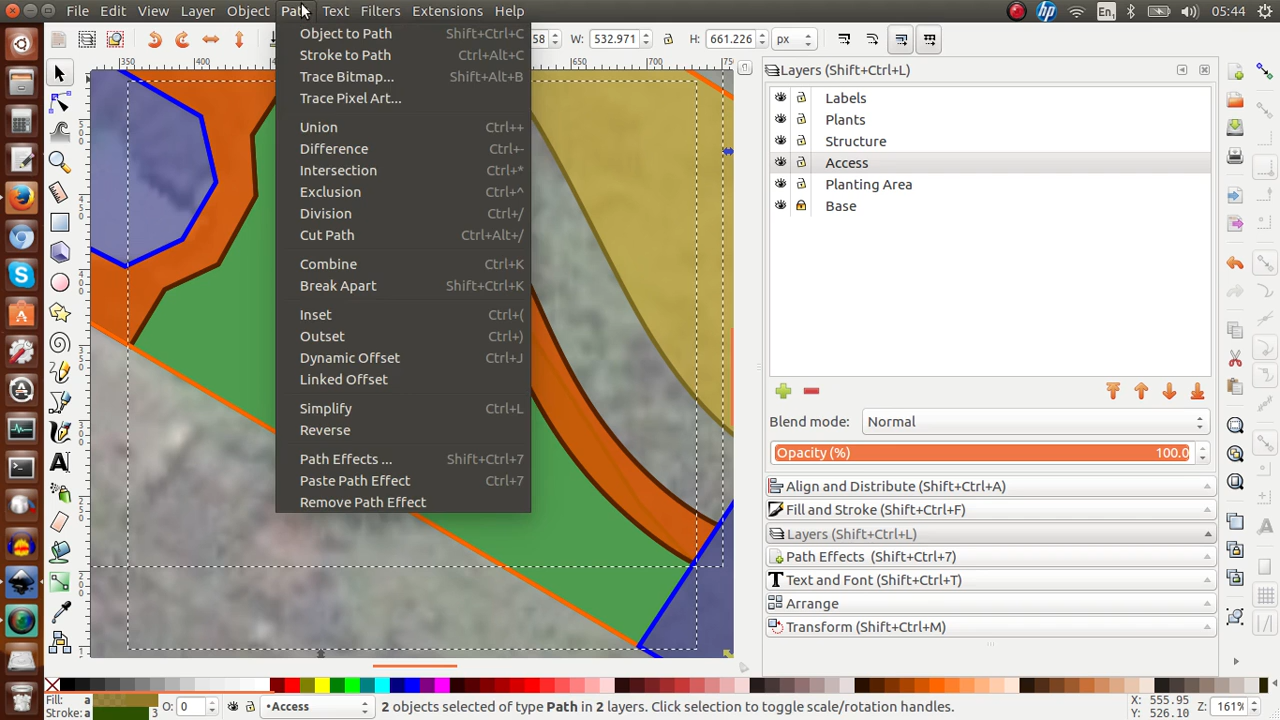 File Edit View Layer Object Path Text Filters Extensions Help
En1 05:44
58 W: 532.971 H: 661.226 px
350 400 650 700
Object to Path Shift+Ctrl+C
Stroke to Path Ctrl+Alt+C
Trace Bitmap... Shift+Alt+B
Trace Pixel Art...
Union Ctrl++
Difference Ctrl+-
Intersection Ctrl+*
Exclusion Ctrl+^
Division Ctrl+/
Cut Path Ctrl+Alt+/
Combine Ctrl+K
Break Apart Shift+Ctrl+K
Inset Ctrl+(
Outset Ctrl+)
Dynamic Offset Ctrl+J
Linked Offset
Simplify Ctrl+L
Reverse
Path Effects ... Shift+Ctrl+7
Paste Path Effect Ctrl+7
Remove Path Effect
Layers (Shift+Ctrl+L)
Labels
Plants
Structure
Access
Planting Area
Base
Blend mode: Normal
Opacity (%) 100.0
Align and Distribute (Shift+Ctrl+A)
Fill and Stroke (Shift+Ctrl+F)
Layers (Shift+Ctrl+L)
Path Effects (Shift+Ctrl+7)
Text and Font (Shift+Ctrl+T)
Arrange
Transform (Shift+Ctrl+M)
Fill: a
Stroke: a 3
O: 0
•Access
2 objects selected of type Path in 2 layers. Click selection to toggle scale/rotation handles.
X: 555.95
Y: 526.10
Z: 161%